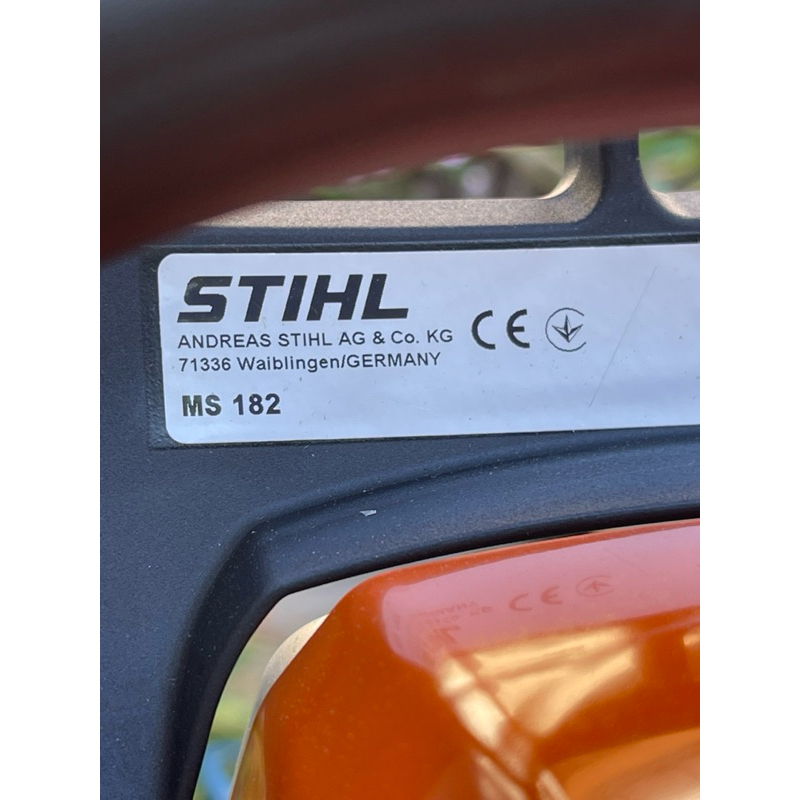 STIHL
ANDREAS STIHL AG & Co. KG
71336 Waiblingen/GERMANY
CE
MS 182